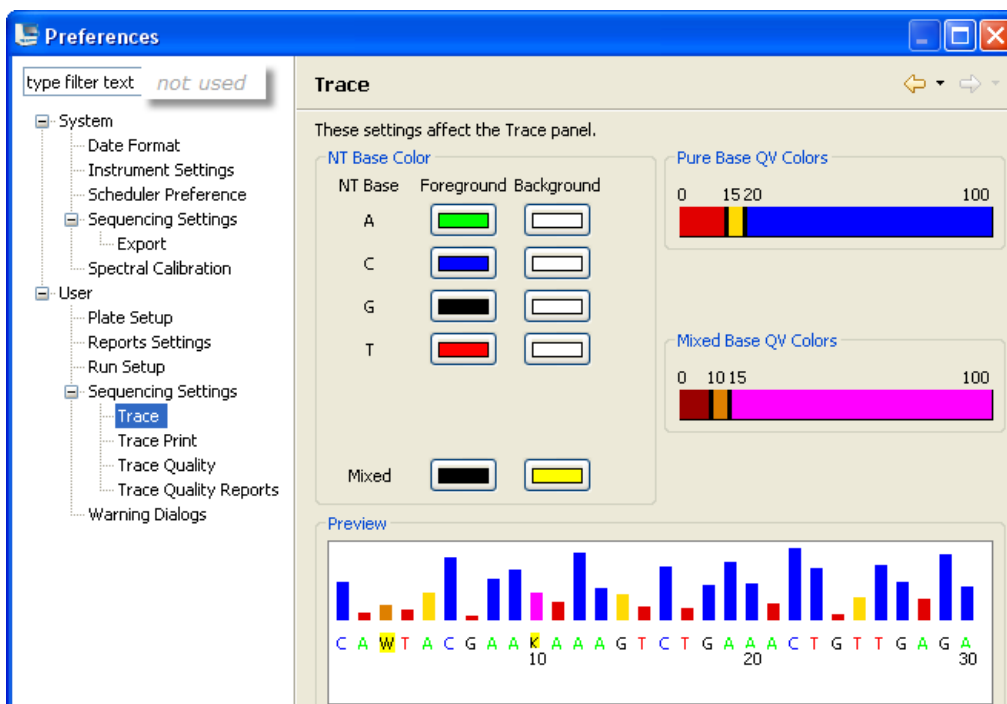 Preferences
type filter text not used
System
Date Format
Instrument Settings
Scheduler Preference
Sequencing Settings
Export
Spectral Calibration
User
Plate Setup
Reports Settings
Run Setup
Sequencing Settings
Trace
Trace Print
Trace Quality
Trace Quality Reports
Warning Dialogs
Trace
These settings affect the Trace panel.
NT Base Color
NT Base Foreground Background
A
C
G
T
Mixed
Pure Base QV Colors
0 15 20 100
Mixed Base QV Colors
0 10 15 100
Preview
C A W T A C G A A K A A A G T C T G A A A C T G T T G A G A
10 20 30